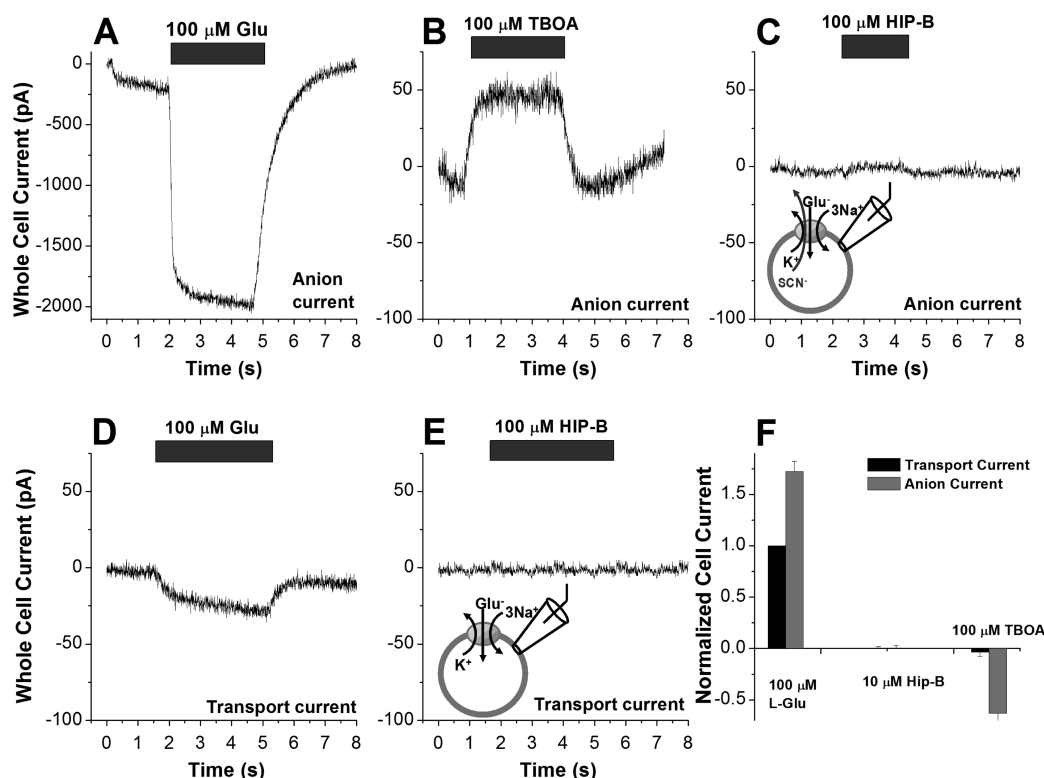 A
100 μM Glu
0
-500
-1000
-1500
-2000
Whole Cell Current (pA)
Anion
current
0 1 2 3 4 5 6 7 8
Time (s)
B
100 μM TBOA
50
0
-50
-100
Anion current
0 1 2 3 4 5 6 7 8
Time (s)
C
100 μM HIP-B
50
0
-50
-100
Glu⁻
3Na⁺
K⁺
SCN⁻
Anion current
0 1 2 3 4 5 6 7 8
Time (s)
D
100 μM Glu
50
0
-50
-100
Whole Cell Current (pA)
Transport current
0 1 2 3 4 5 6 7 8
Time (s)
E
100 μM HIP-B
50
0
-50
-100
Glu⁻
3Na⁺
K⁺
Transport current
0 1 2 3 4 5 6 7 8
Time (s)
F
Transport Current
Anion Current
1.5
1.0
0.5
0.0
-0.5
Normalized Cell Current
100 μM TBOA
100 μM
L-Glu
10 μM Hip-B